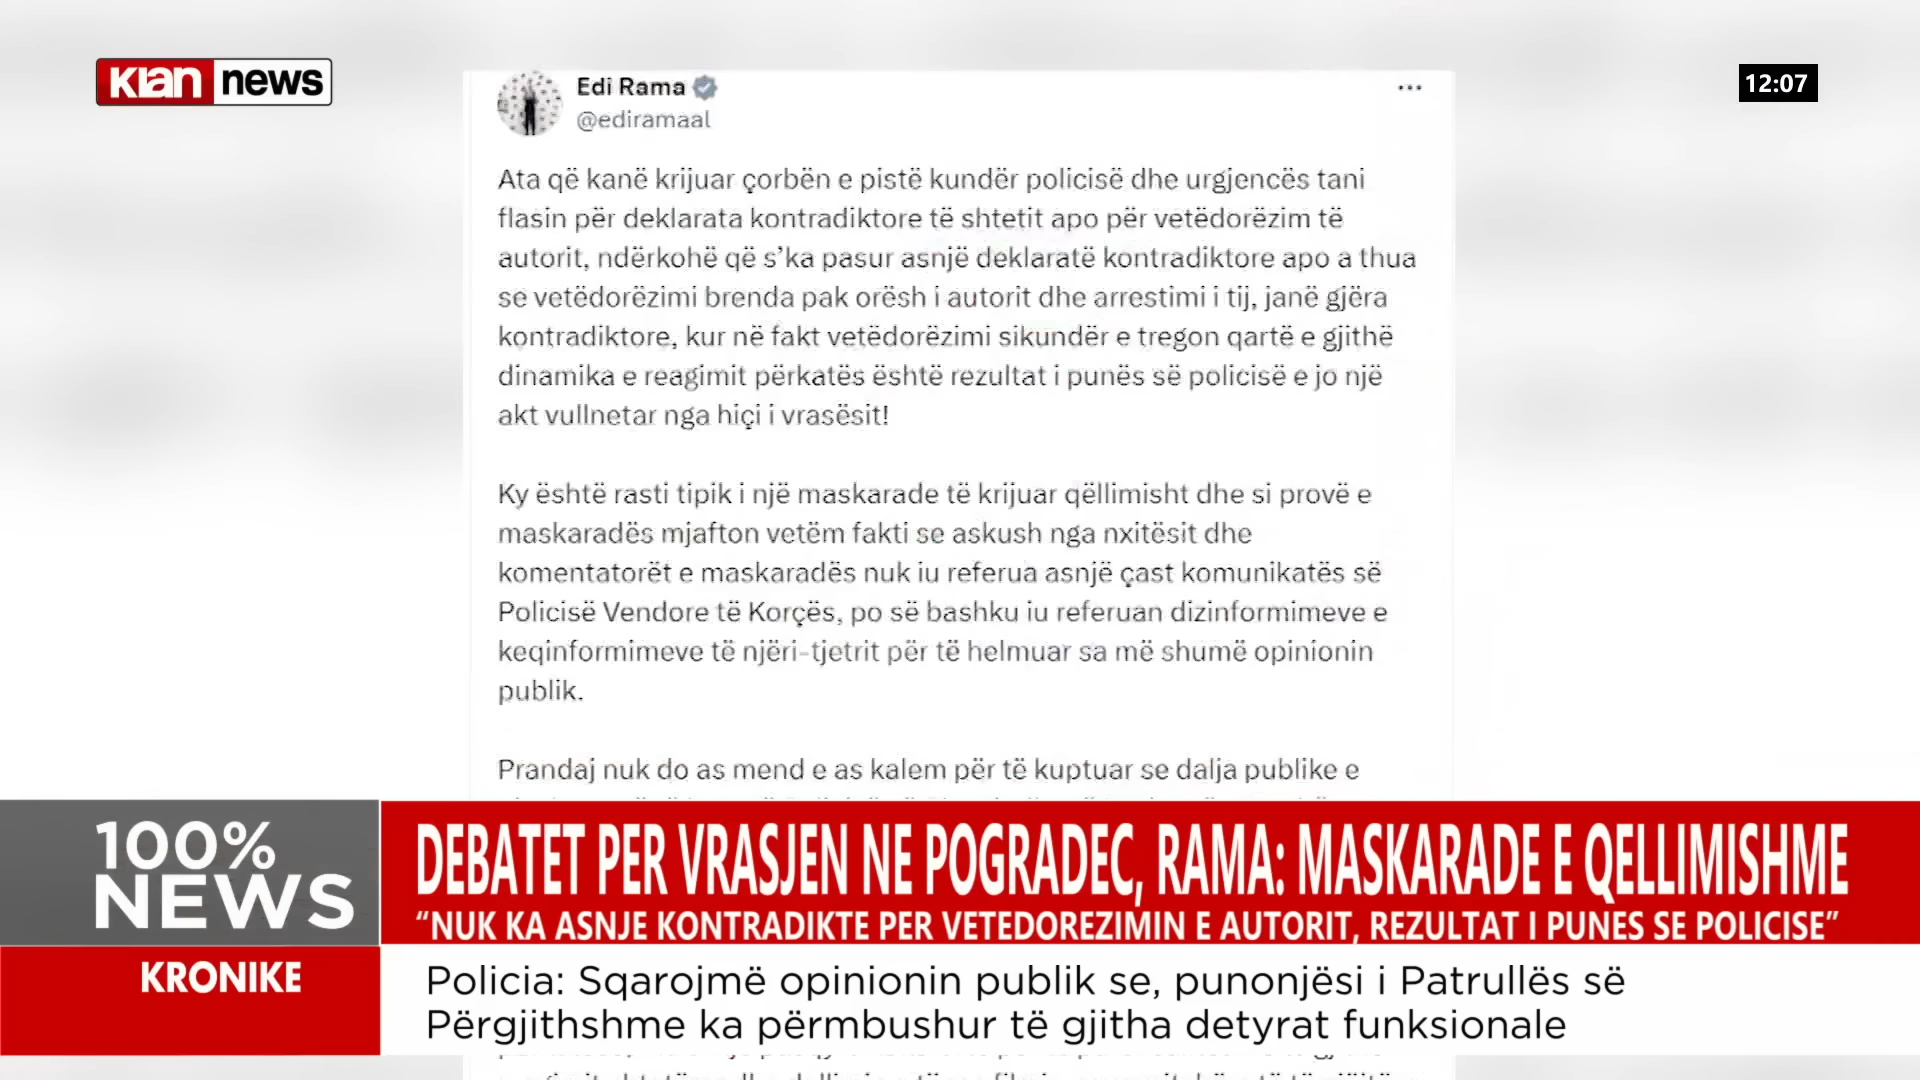 Klan news
12:07
Edi Rama
@ediramaal
Ata që kanë krijuar çorbën e pistë kundër policisë dhe urgjencës tani
flasin për deklarata kontradiktore të shtetit apo për vetëdorëzim të
autorit, ndërkohë që s’ka pasur asnjë deklaratë kontradiktore apo a thua
se vetëdorëzimi brenda pak orësh i autorit dhe arrestimi i tij, janë gjëra
kontradiktore, kur në fakt vetëdorëzimi sikundër e tregon qartë e gjithë
dinamika e reagimit përkatës është rezultat i punës së policisë e jo një
akt vullnetar nga hiçi i vrasësit!
Ky është rasti tipik i një maskarade të krijuar qëllimisht dhe si provë e
maskaradës mjafton vetëm fakti se askush nga nxitësit dhe
komentatorët e maskaradës nuk iu referua asnjë çast komunikatës së
Policisë Vendore të Korçës, po së bashku iu referuan dizinformimeve e
keqinformimeve të njëri-tjetrit për të helmuar sa më shumë opinionin
publik.
Prandaj nuk do as mend e as kalem për të kuptuar se dalja publike e
100%
NEWS
DEBATET PER VRASJEN NE POGRADEC, RAMA: MASKARADE E QELLIMISHME
“NUK KA ASNJE KONTRADIKTE PER VETEDOREZIMIN E AUTORIT, REZULTAT I PUNES SE POLICISE”
KRONIKE
Policia: Sqarojmë opinionin publik se, punonjësi i Patrullës së
Përgjithshme ka përmbushur të gjitha detyrat funksionale